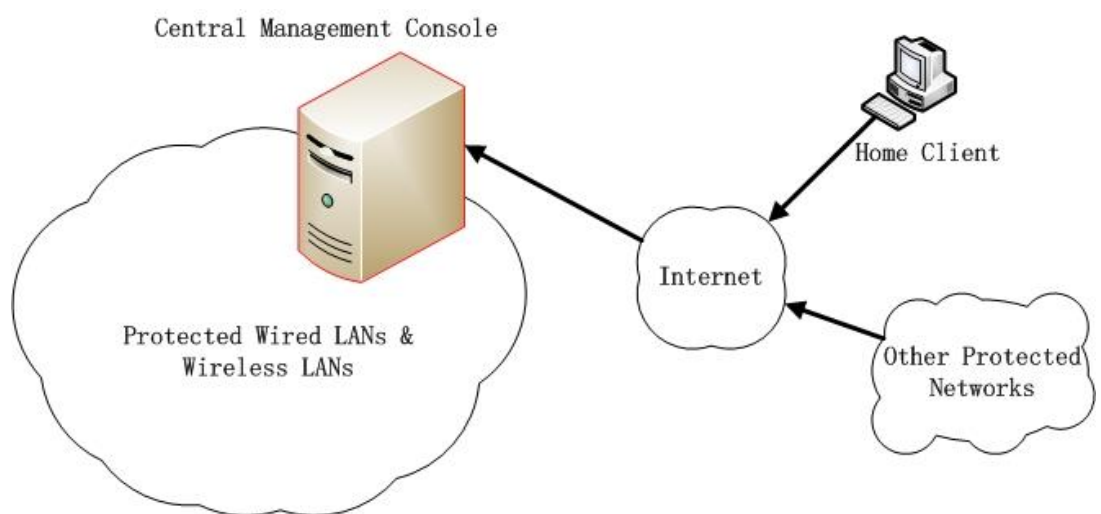 Central Management Console
Home Client
Internet
Protected Wired LANs &
Wireless LANs
Other Protected
Networks